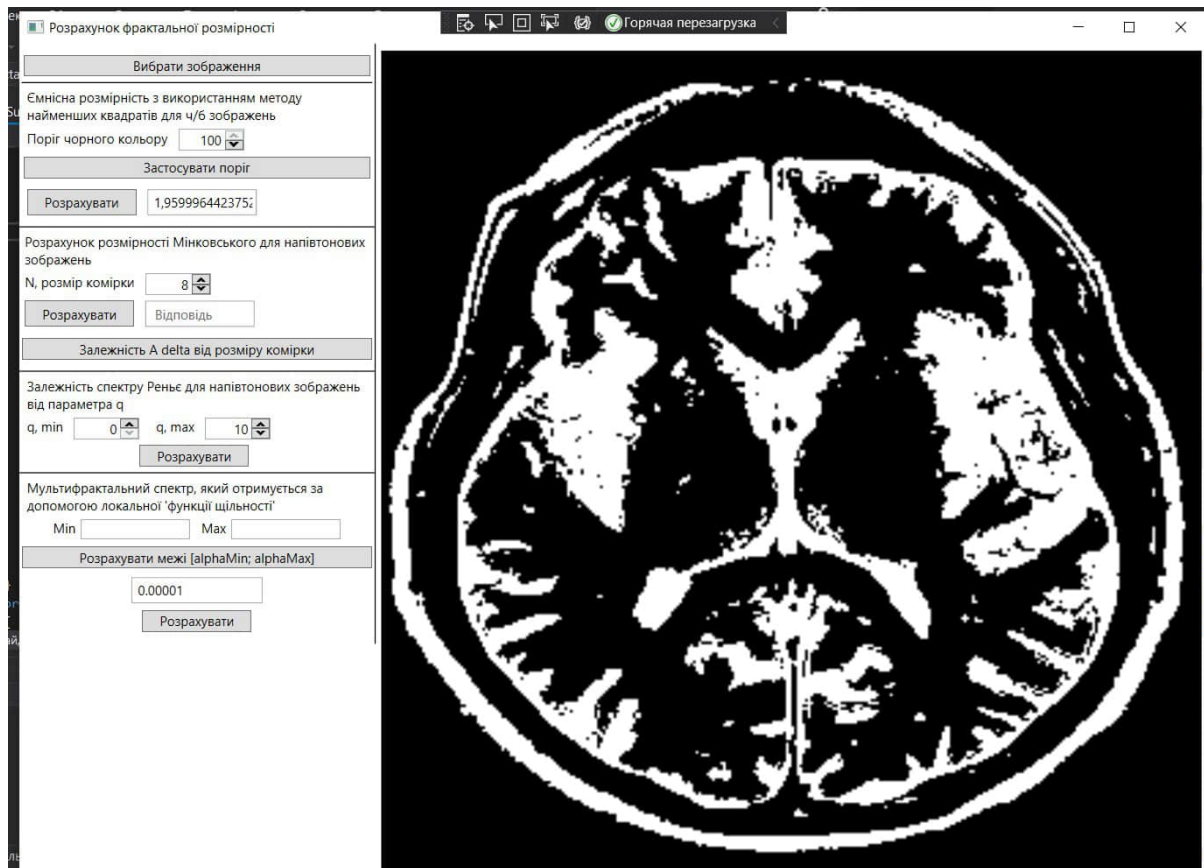 Горячая перезагрузка
Розрахунок фрактальної розмірності
Вибрати зображення
Ємнісна розмірність з використанням методу
найменших квадратів для ч/б зображень
Поріг чорного кольору 100
Застосувати поріг
Розрахувати 1,959996442375
Розрахунок розмірності Мінковського для напівтонових
зображень
N, розмір комірки 8
Розрахувати Відповідь
Залежність A delta від розміру комірки
Залежність спектру Реньє для напівтонових зображень
від параметра q
q, min 0 q, max 10
Розрахувати
Мультифрактальний спектр, який отримується за
допомогою локальної 'функції щільності'
Min Max
Розрахувати межі [alphaMin; alphaMax]
0.00001
Розрахувати